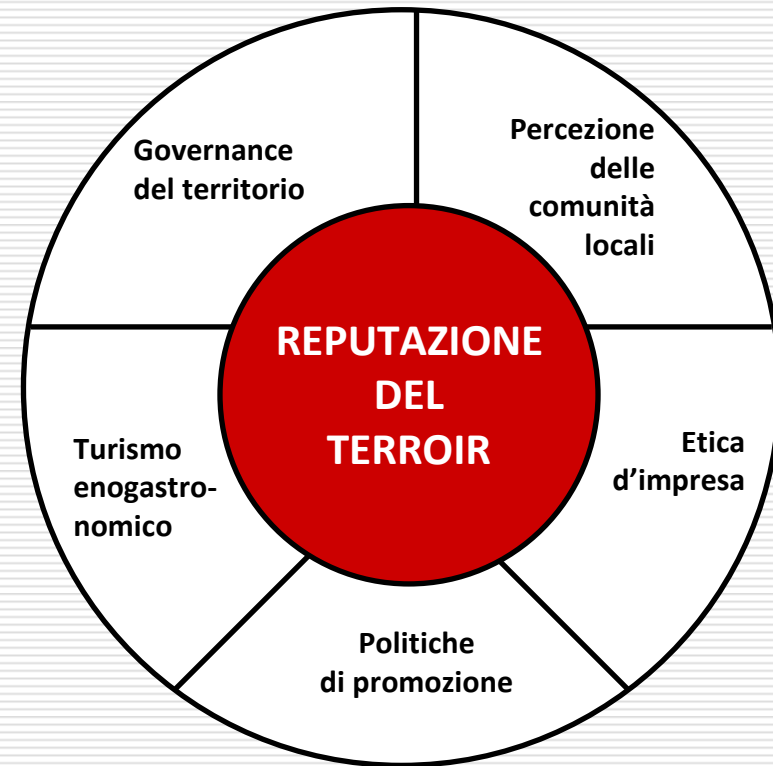 Governance
del territorio
Percezione
delle
comunità
locali
REPUTAZIONE
DEL
TERROIR
Turismo
enogastro-
nomico
Etica
d’impresa
Politiche
di promozione